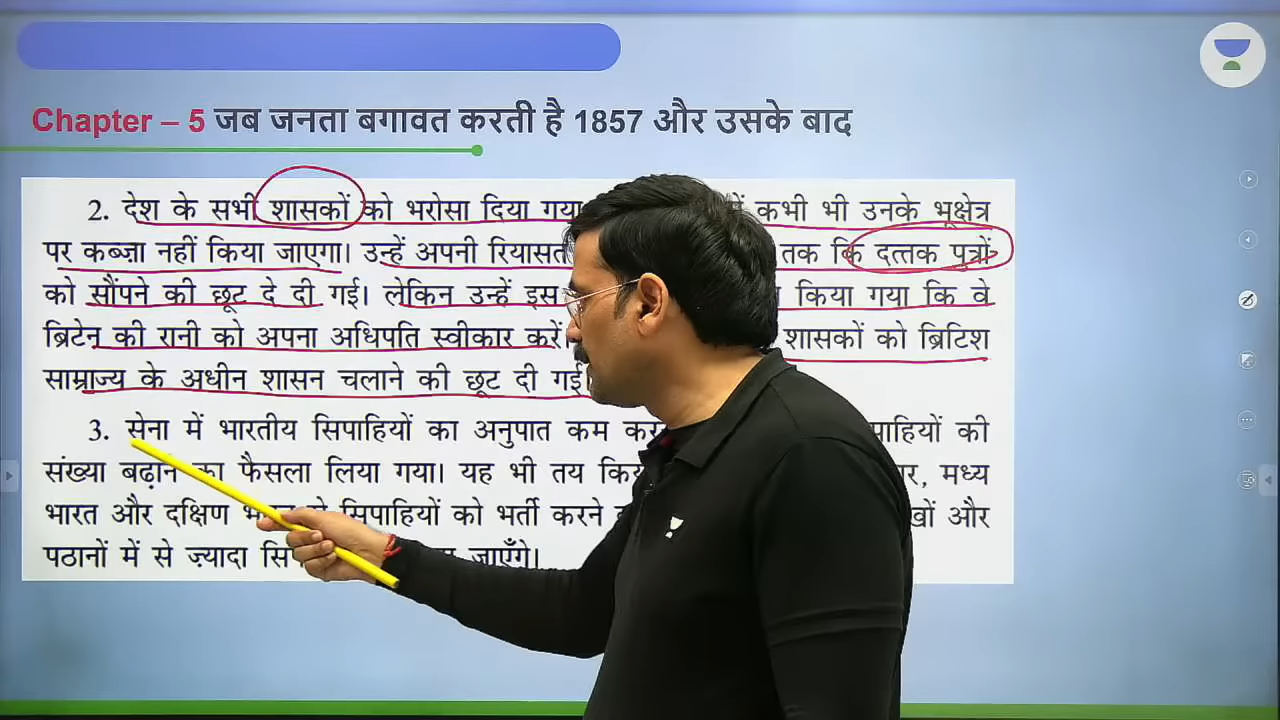 Chapter – 5 जब जनता बगावत करती है 1857 और उसके बाद
2. देश के सभी शासकों को भरोसा दिया गया कभी भी उनके भूक्षेत्र
पर कब्ज़ा नहीं किया जाएगा। उन्हें अपनी रियासत तक कि दत्तक पुत्रों
को सौंपने की छूट दे दी गई। लेकिन उन्हें इस किया गया कि वे
ब्रिटेन की रानी को अपना अधिपति स्वीकार करें। शासकों को ब्रिटिश
साम्राज्य के अधीन शासन चलाने की छूट दी गई।
3. सेना में भारतीय सिपाहियों का अनुपात कम की
संख्या बढ़ाने का फैसला लिया गया। यह भी तय मध्य
भारत और दक्षिण सिपाहियों को भर्ती करने और
पठानों में से ज़्यादा जाएँगे।